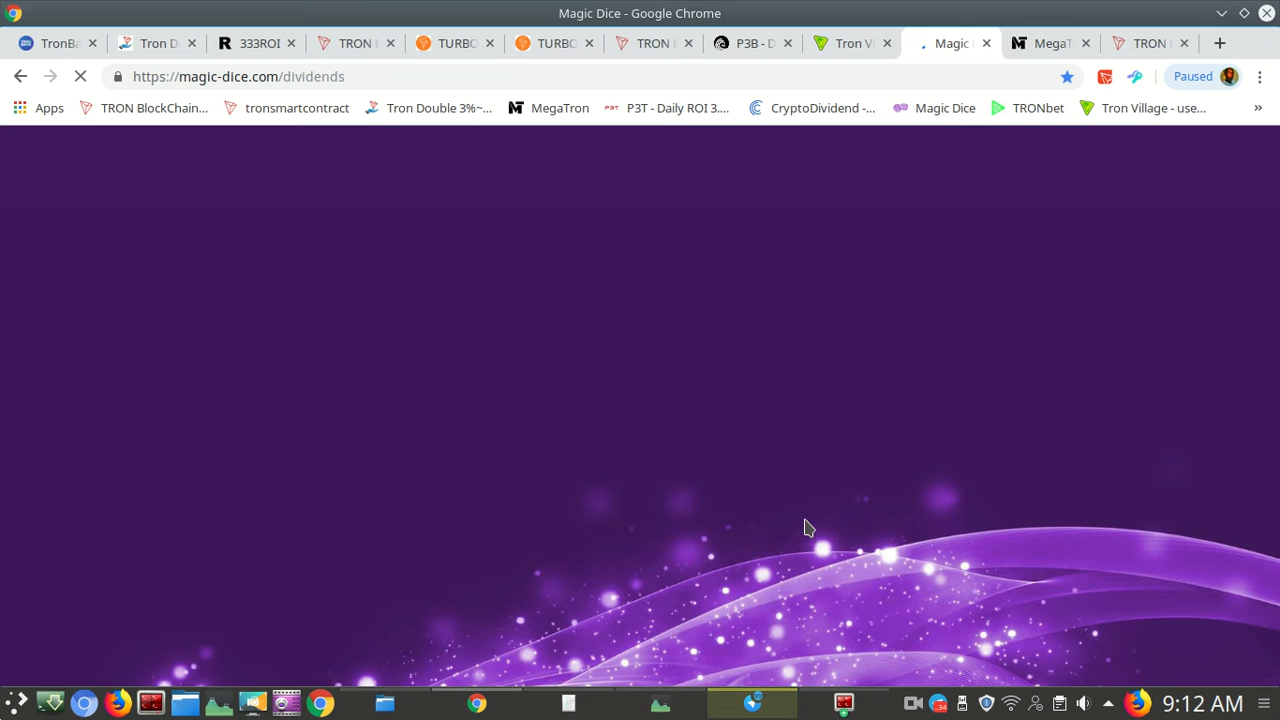 Magic Dice - Google Chrome
TronBa
Tron D
333ROI
TRON
TURBO
TURBO
TRON
P3B - D
Tron V
Magic
MegaT
TRON
https://magic-dice.com/dividends
Paused
Apps
TRON BlockChain...
tronsmartcontract
Tron Double 3%~...
MegaTron
P3T
P3T - Daily ROI 3....
CryptoDividend -...
Magic Dice
TRONbet
Tron Village - use...
9:12 AM